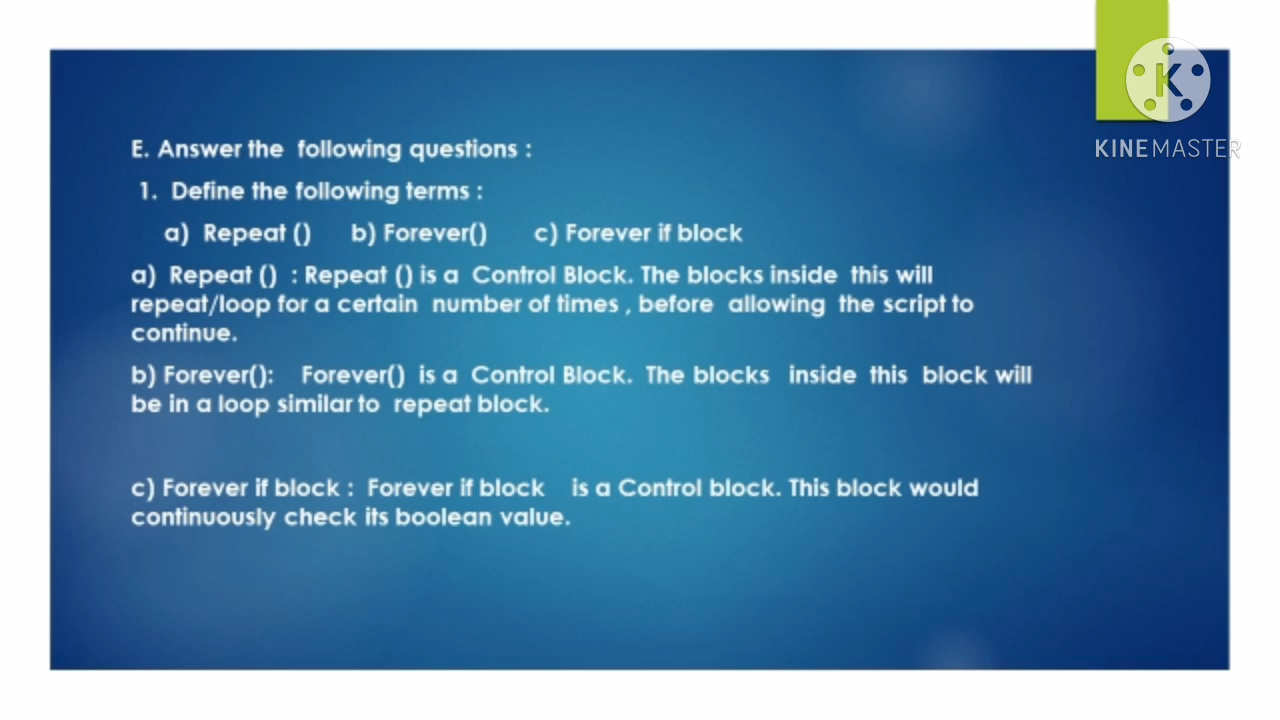 K
KINEMASTER
E. Answer the following questions :
1. Define the following terms :
a) Repeat () b) Forever() c) Forever if block
a) Repeat () : Repeat () is a Control Block. The blocks inside this will
repeat/loop for a certain number of times , before allowing the script to
continue.
b) Forever(): Forever() is a Control Block. The blocks inside this block will
be in a loop similar to repeat block.
c) Forever if block : Forever if block is a Control block. This block would
continuously check its boolean value.